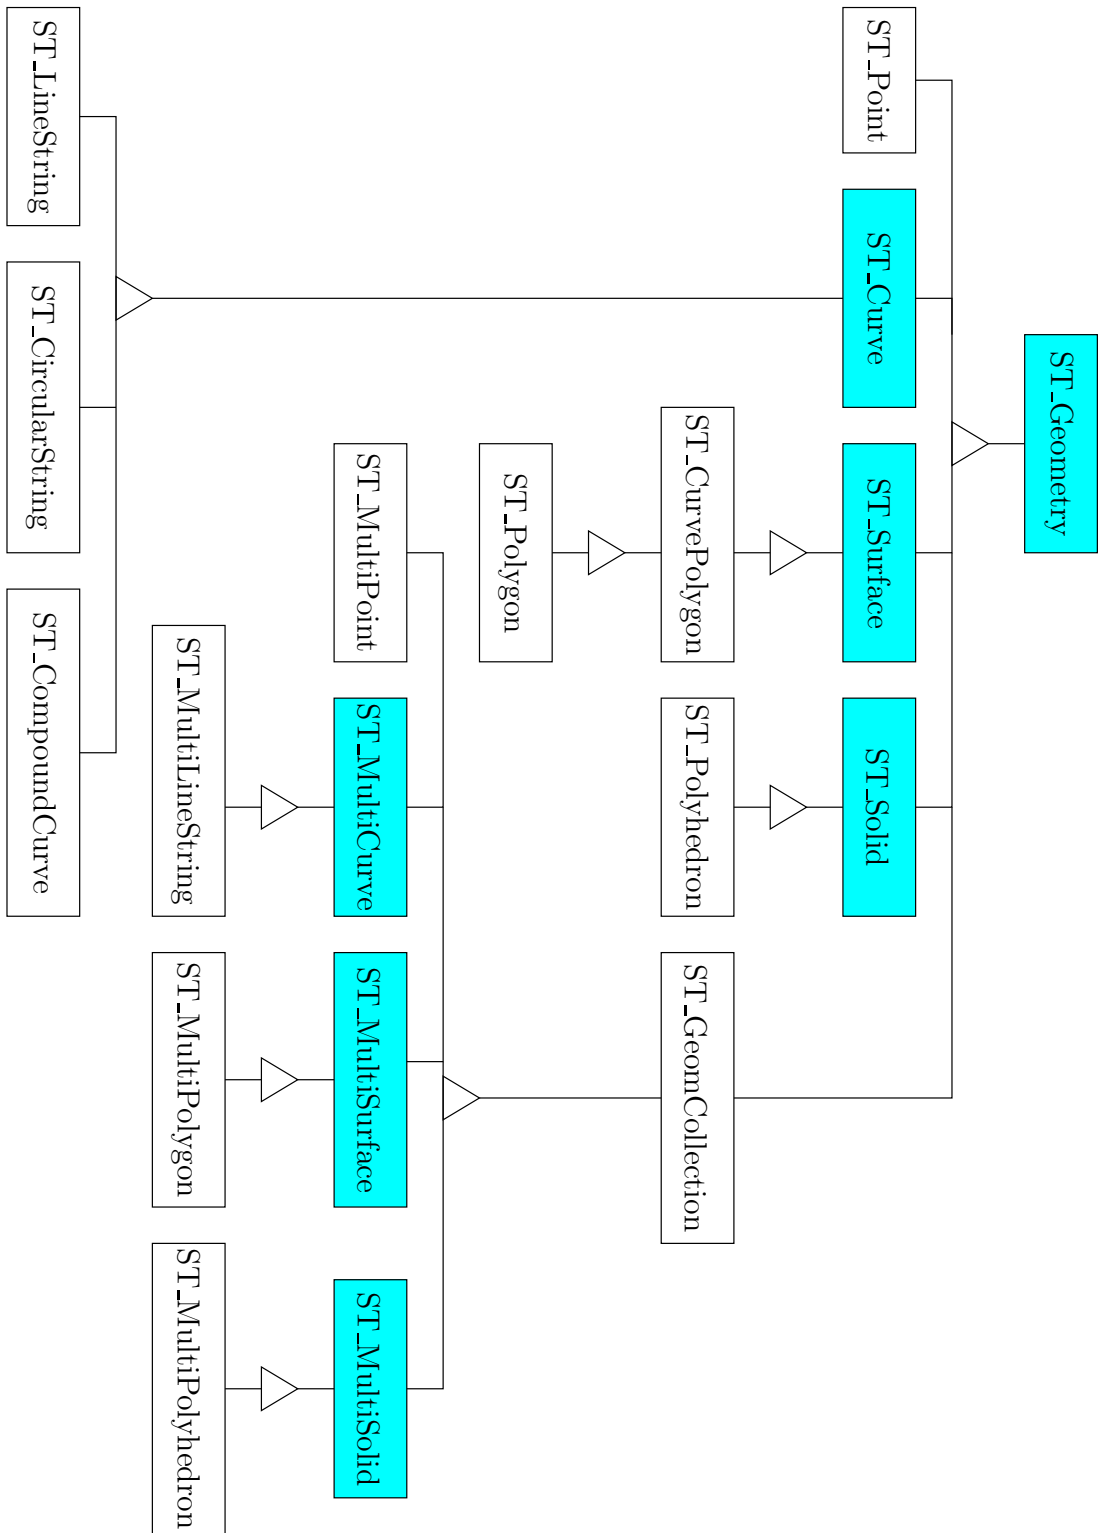 ST_Geometry
ST_Point
ST_Curve
ST_Surface
ST_Solid
ST_CurvePolygon
ST_Polyhedron
ST_GeomCollection
ST_Polygon
ST_MultiPoint
ST_MultiCurve
ST_MultiSurface
ST_MultiSolid
ST_MultiLineString
ST_MultiPolygon
ST_MultiPolyhedron
ST_LineString
ST_CircularString
ST_CompoundCurve